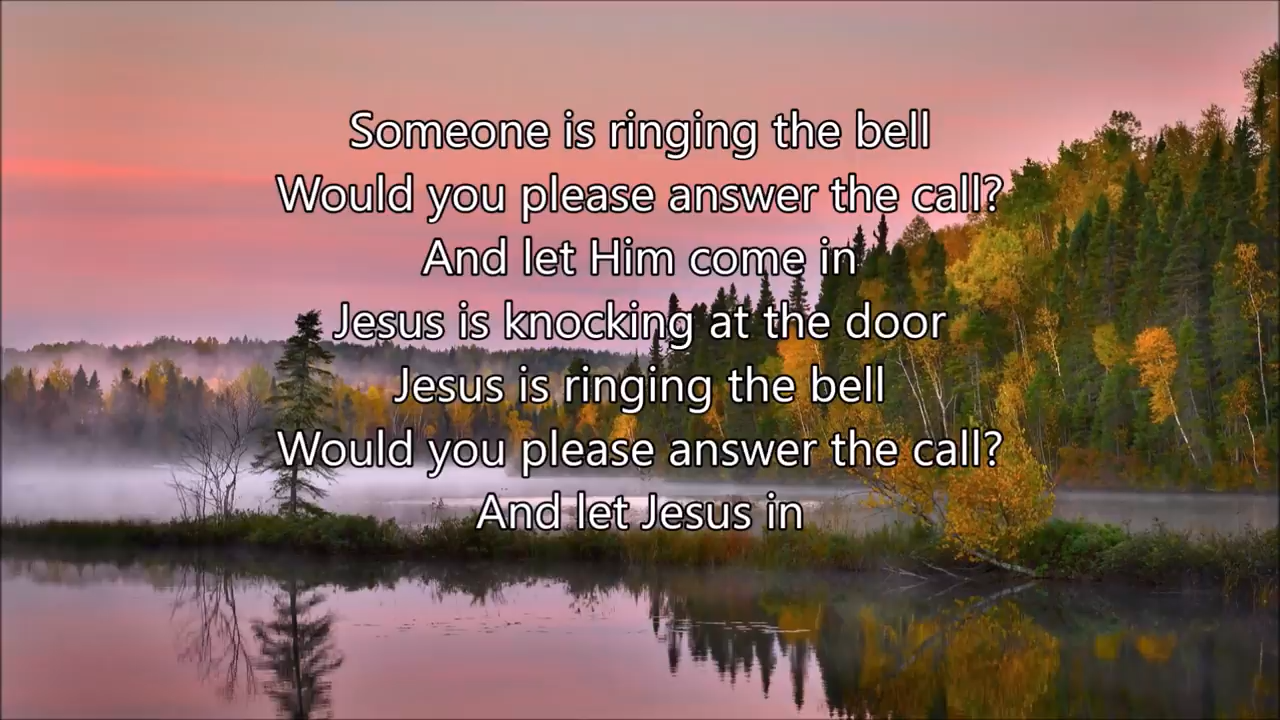 Someone is ringing the bell
Would you please answer the call?
And let Him come in
Jesus is knocking at the door
Jesus is ringing the bell
Would you please answer the call?
And let Jesus in